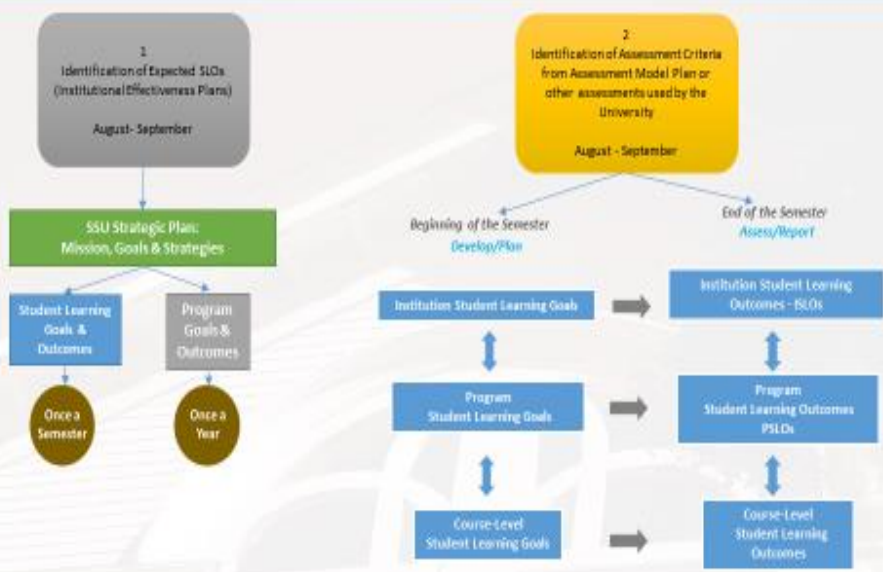 1
Identification of Expected SLOs
(Institutional Effectiveness Plans)
August- September
SSU Strategic Plan:
Mission, Goals & Strategies
Student Learning
Goals &
Outcomes
Program
Goals &
Outcomes
Once a
Semester
Once a
Year
2
Identification of Assessment Criteria
from Assessment Model Plan or
other assessments used by the
University
August - September
Beginning of the Semester
Develop/Plan
End of the Semester
Assess/Report
Institution Student Learning Goals
Institution Student Learning
Outcomes - ISLOs
Program
Student Learning Goals
Program
Student Learning Outcomes
PSLOs
Course-Level
Student Learning Goals
Course-Level
Student Learning
Outcomes